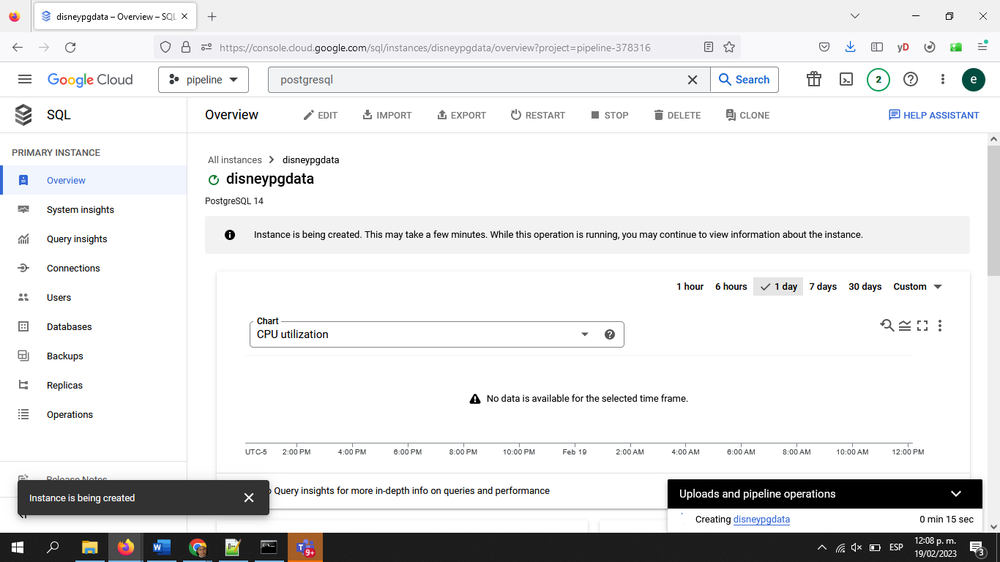 disneypgdata – Overview – SQL
https://console.cloud.google.com/sql/instances/disneypgdata/overview?project=pipeline-378316
yD
Google Cloud
pipeline
postgresql
Search
2
e
SQL
Overview
EDIT
IMPORT
EXPORT
RESTART
STOP
DELETE
CLONE
HELP ASSISTANT
PRIMARY INSTANCE
Overview
System insights
Query insights
Connections
Users
Databases
Backups
Replicas
Operations
Release Notes
All instances
disneypgdata
disneypgdata
PostgreSQL 14
Instance is being created. This may take a few minutes. While this operation is running, you may continue to view information about the instance.
1 hour
6 hours
1 day
7 days
30 days
Custom
Chart
CPU utilization
No data is available for the selected time frame.
UTC-5 2:00 PM 4:00 PM 6:00 PM 8:00 PM 10:00 PM Feb 19 2:00 AM 4:00 AM 6:00 AM 8:00 AM 10:00 AM 12:00 PM
Query insights for more in-depth info on queries and performance
Instance is being created
Uploads and pipeline operations
Creating disneypgdata
0 min 15 sec
9+
ESP
12:08 p. m.
19/02/2023
3